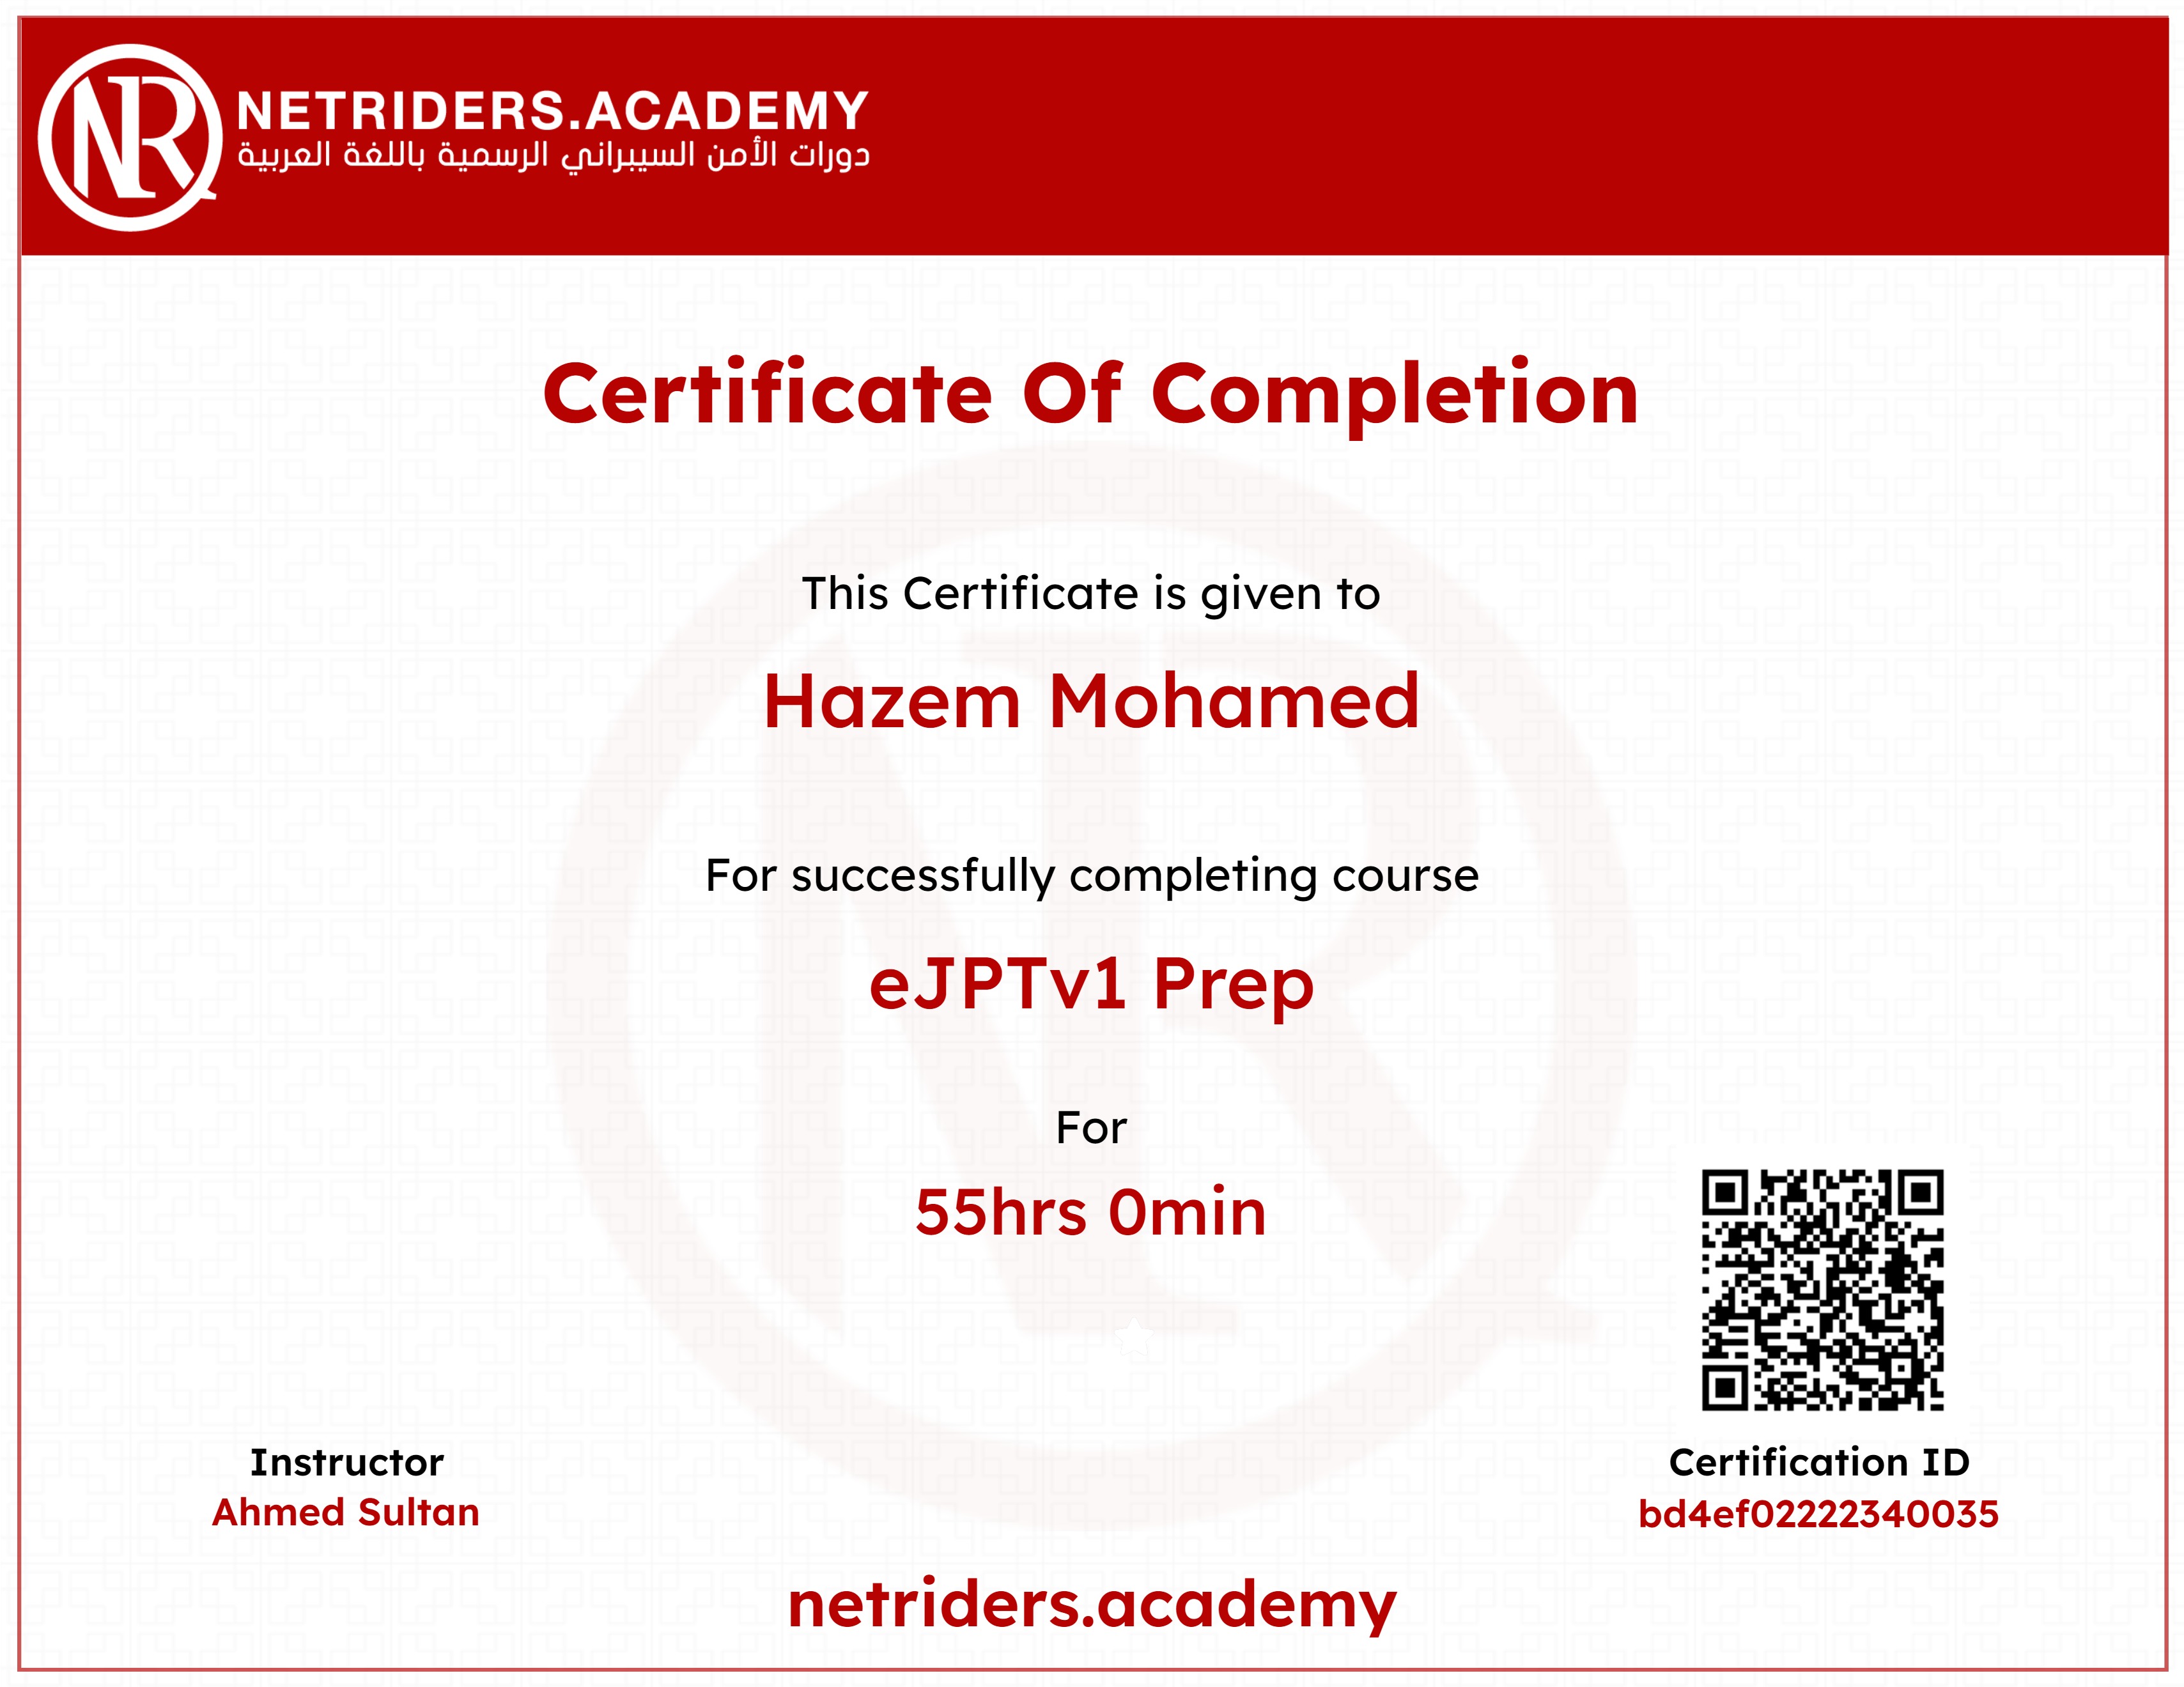 NR
NETRIDERS.ACADEMY
دورات الأمن السيبراني الرسمية باللغة العربية
Certificate Of Completion
This Certificate is given to
Hazem Mohamed
For successfully completing course
eJPTv1 Prep
For
55hrs 0min
Instructor
Ahmed Sultan
Certification ID
bd4ef02222340035
netriders.academy